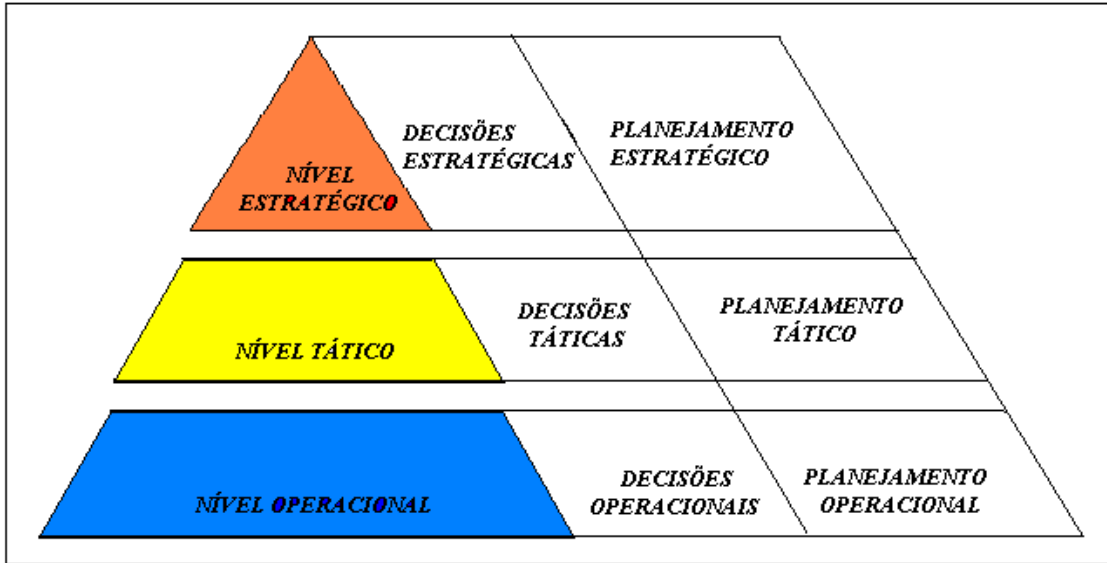 NÍVEL
ESTRATÉGICO
DECISÕES
ESTRATÉGICAS
PLANEJAMENTO
ESTRATÉGICO
NÍVEL TÁTICO
DECISÕES
TÁTICAS
PLANEJAMENTO
TÁTICO
NÍVEL OPERACIONAL
DECISÕES
OPERACIONAIS
PLANEJAMENTO
OPERACIONAL